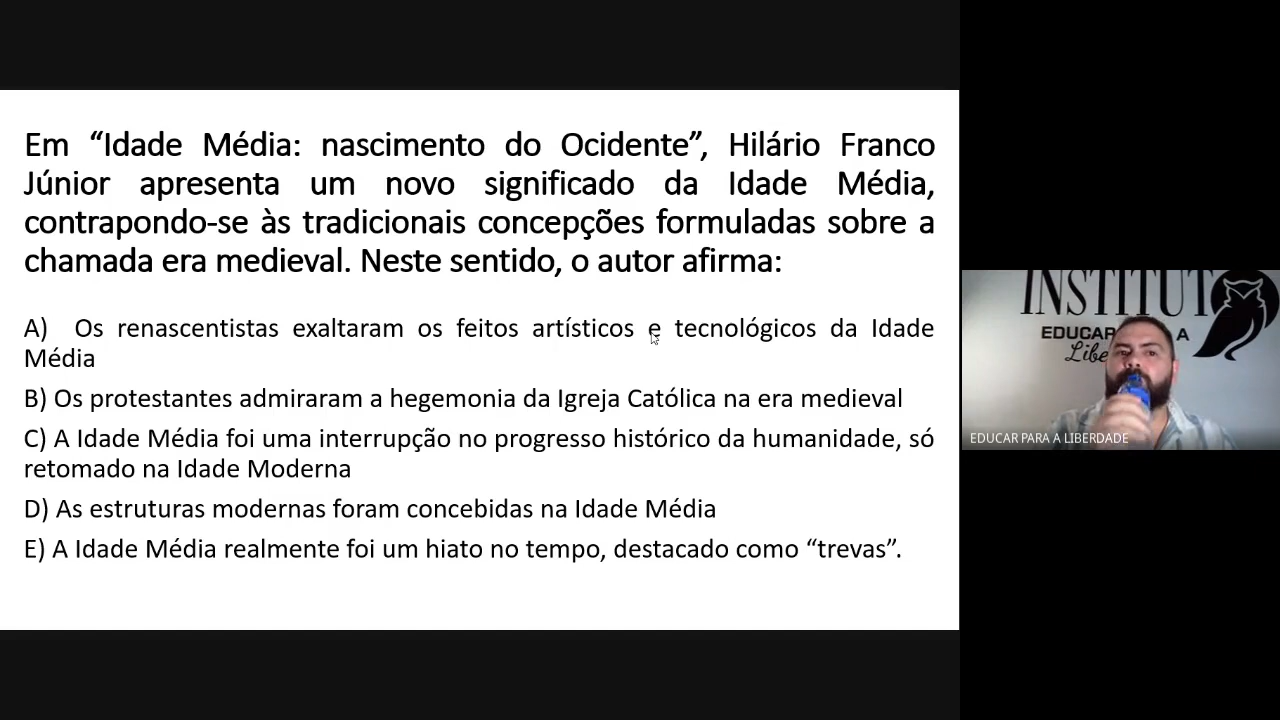 Em “Idade Média: nascimento do Ocidente”, Hilário Franco
Júnior apresenta um novo significado da Idade Média,
contrapondo-se às tradicionais concepções formuladas sobre a
chamada era medieval. Neste sentido, o autor afirma:
A) Os renascentistas exaltaram os feitos artísticos e tecnológicos da Idade
Média
B) Os protestantes admiraram a hegemonia da Igreja Católica na era medieval
C) A Idade Média foi uma interrupção no progresso histórico da humanidade, só
retomado na Idade Moderna
D) As estruturas modernas foram concebidas na Idade Média
E) A Idade Média realmente foi um hiato no tempo, destacado como “trevas”.
INSTITUT
EDUCAR A
Libe
EDUCAR PARA A LIBERDADE